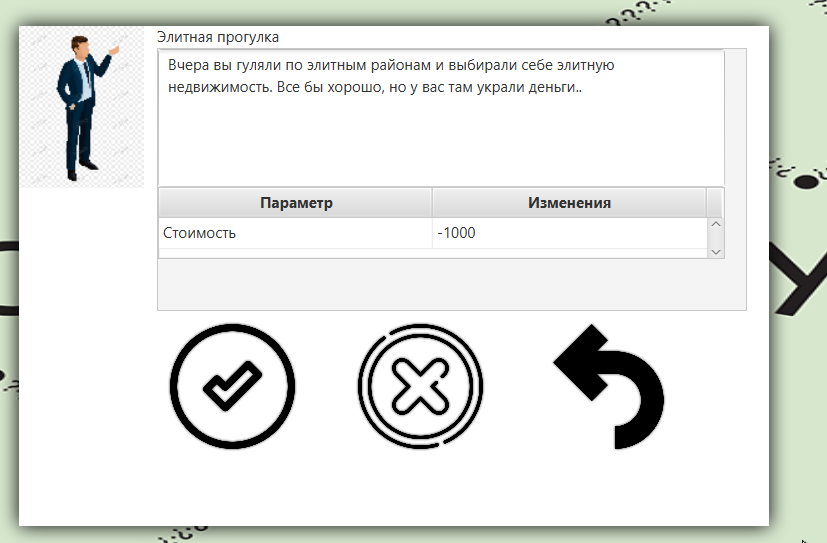 Элитная прогулка
Вчера вы гуляли по элитным районам и выбирали себе элитную
недвижимость. Все бы хорошо, но у вас там украли деньги..
Параметр Изменения
Стоимость -1000